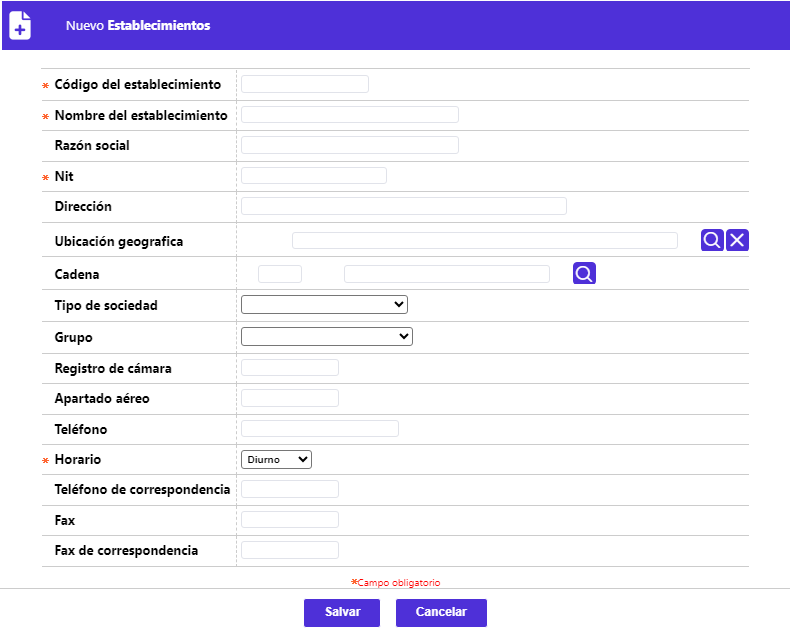 Nuevo Establecimientos
* Código del establecimiento
* Nombre del establecimiento
Razón social
* Nit
Dirección
Ubicación geografica
Cadena
Tipo de sociedad
Grupo
Registro de cámara
Apartado aéreo
Teléfono
* Horario Diurno
Teléfono de correspondencia
Fax
Fax de correspondencia
*Campo obligatorio
Salvar Cancelar